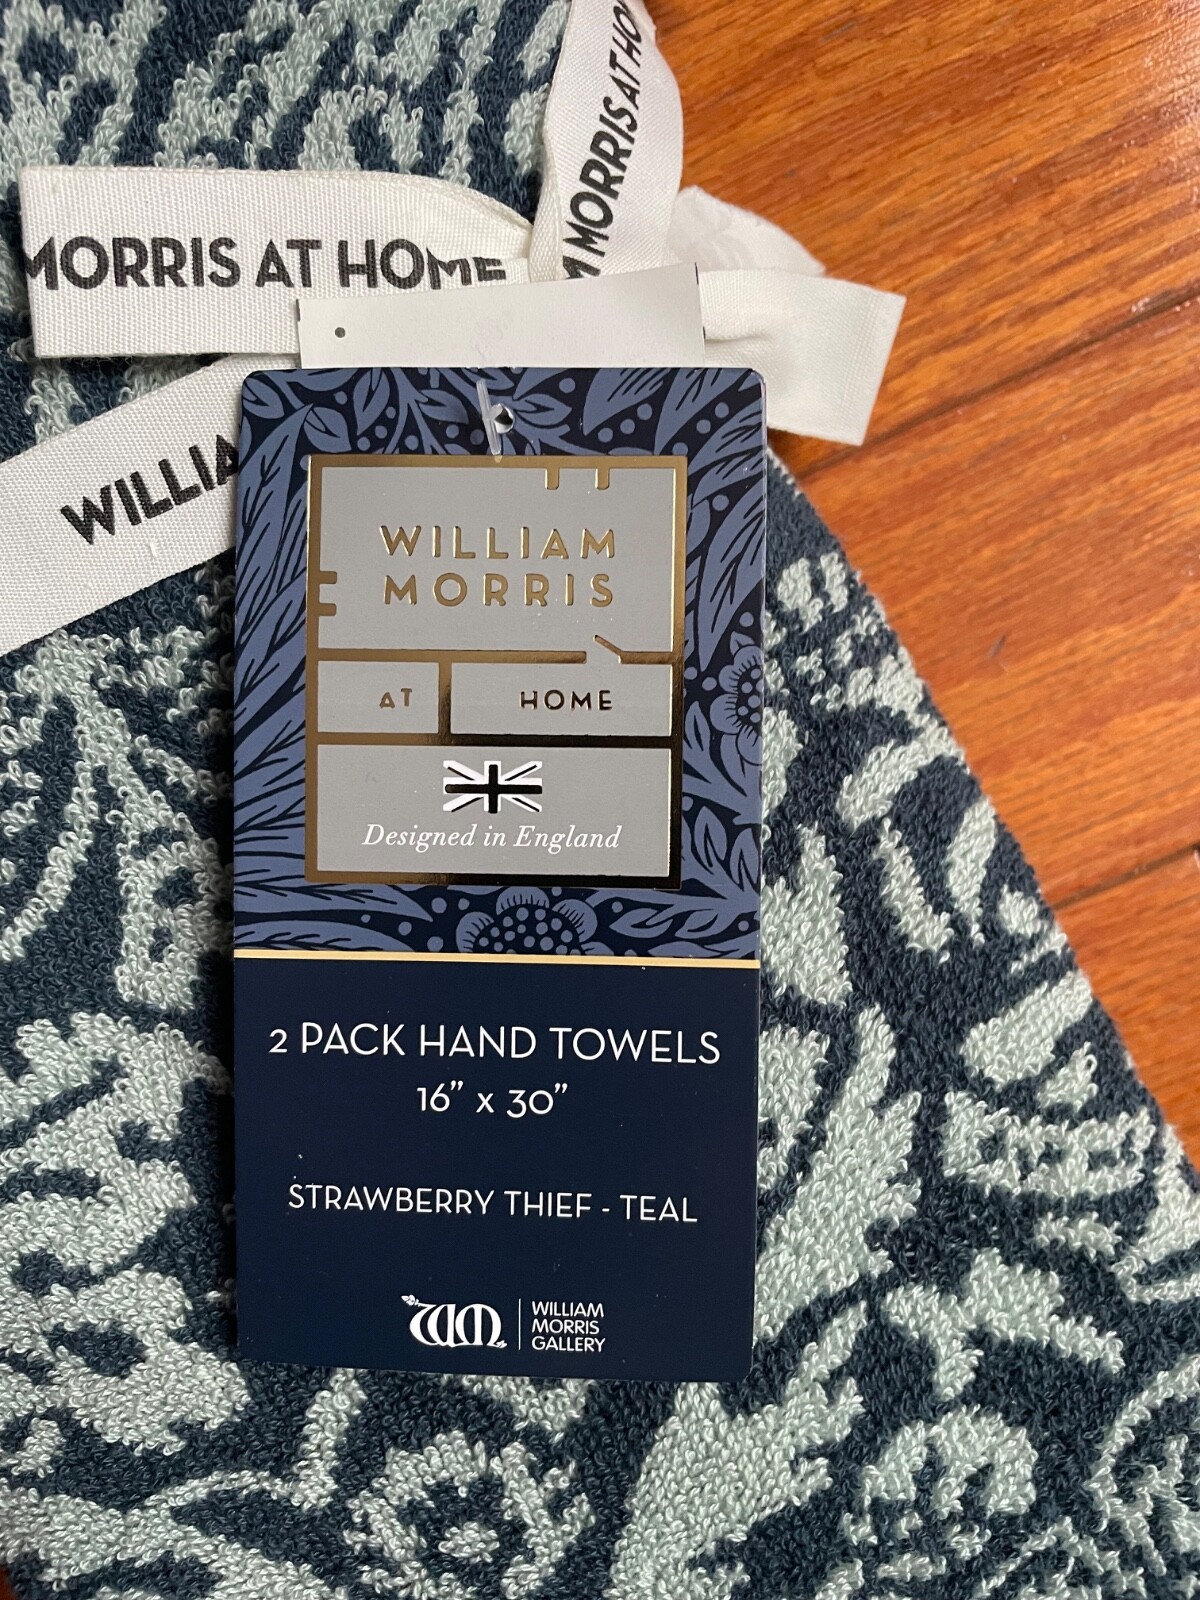 MORRIS AT HO
MORRIS AT HOME
WILLIA
WILLIAM
MORRIS
AT HOME
Designed in England
2 PACK HAND TOWELS
16" x 30"
STRAWBERRY THIEF - TEAL
WM
WILLIAM
MORRIS
GALLERY